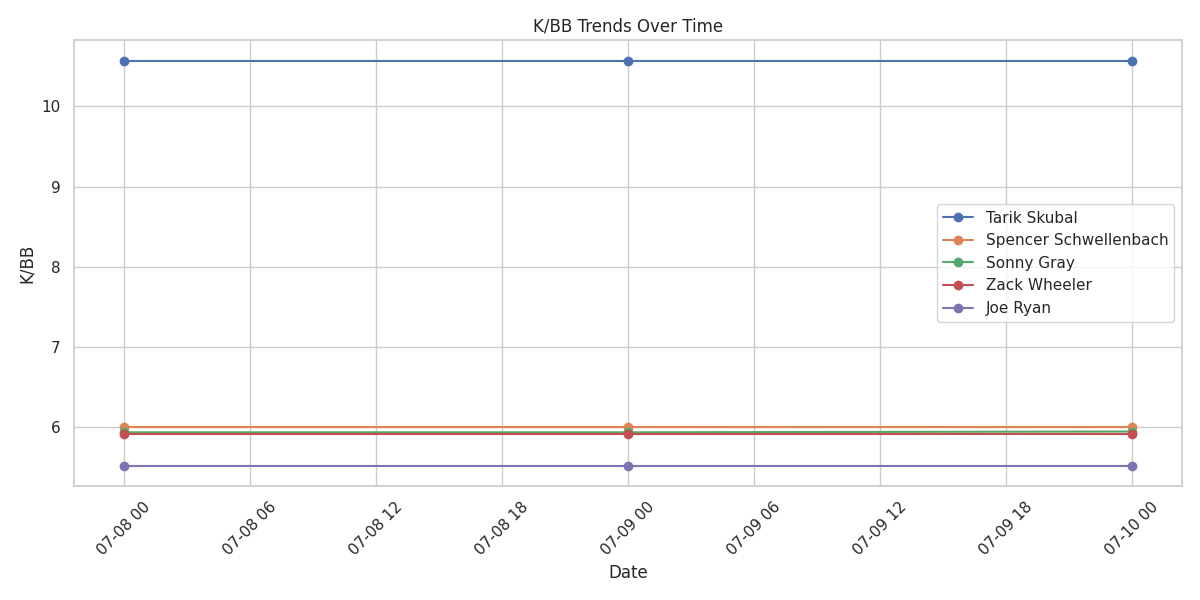 K/BB Trends Over Time
K/BB
10
9
8
7
6
Tarik Skubal
Spencer Schwellenbach
Sonny Gray
Zack Wheeler
Joe Ryan
07-08 00
07-08 06
07-08 12
07-08 18
07-09 00
07-09 06
07-09 12
07-09 18
07-10 00
Date